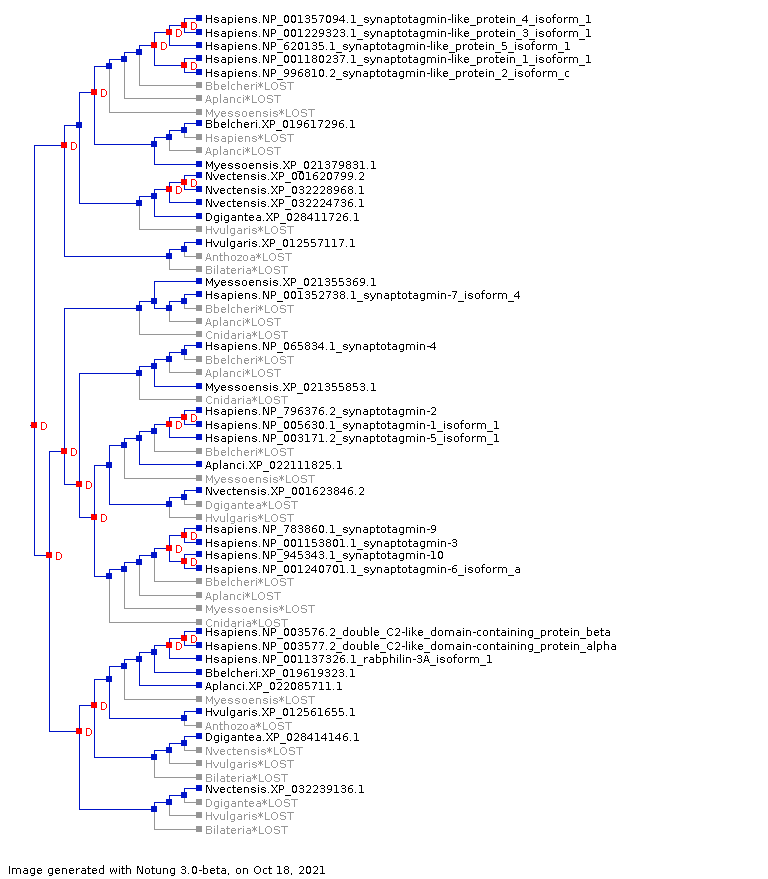 Hsapiens.NP_001357094.1_synaptotagmin-like_protein_4_isoform_1
D
Hsapiens.NP_001229323.1_synaptotagmin-like_protein_3_isoform_1
D
Hsapiens.NP_620135.1_synaptotagmin-like_protein_5_isoform_1
D
Hsapiens.NP_001180237.1_synaptotagmin-like_protein_1_isoform_1
D
Hsapiens.NP_996810.2_synaptotagmin-like_protein_2_isoform_c
Bbelcheri*LOST
D
Aplanci*LOST
Myessoensis*LOST
Bbelcheri.XP_019617296.1
Hsapiens*LOST
D
Aplanci*LOST
Myessoensis.XP_021379831.1
Nvectensis.XP_001620799.2
D
Nvectensis.XP_032228968.1
D
Nvectensis.XP_032224736.1
Dgigantea.XP_028411726.1
Hvulgaris*LOST
Hvulgaris.XP_012557117.1
Anthozoa*LOST
Bilateria*LOST
Myessoensis.XP_021355369.1
Hsapiens.NP_001352738.1_synaptotagmin-7_isoform_4
Bbelcheri*LOST
Aplanci*LOST
Cnidaria*LOST
Hsapiens.NP_065834.1_synaptotagmin-4
Bbelcheri*LOST
Aplanci*LOST
Myessoensis.XP_021355853.1
Cnidaria*LOST
Hsapiens.NP_796376.2_synaptotagmin-2
D
Hsapiens.NP_005630.1_synaptotagmin-1_isoform_1
D
D
Hsapiens.NP_003171.2_synaptotagmin-5_isoform_1
D
Bbelcheri*LOST
Aplanci.XP_022111825.1
Myessoensis*LOST
D
Nvectensis.XP_001623846.2
Dgigantea*LOST
D
Hvulgaris*LOST
Hsapiens.NP_783860.1_synaptotagmin-9
D
Hsapiens.NP_001153801.1_synaptotagmin-3
D
Hsapiens.NP_945343.1_synaptotagmin-10
D
D
Hsapiens.NP_001240701.1_synaptotagmin-6_isoform_a
Bbelcheri*LOST
Aplanci*LOST
Myessoensis*LOST
Cnidaria*LOST
Hsapiens.NP_003576.2_double_C2-like_domain-containing_protein_beta
D
Hsapiens.NP_003577.2_double_C2-like_domain-containing_protein_alpha
D
Hsapiens.NP_001137326.1_rabphilin-3A_isoform_1
Bbelcheri.XP_019619323.1
Aplanci.XP_022085711.1
Myessoensis*LOST
D
Hvulgaris.XP_012561655.1
Anthozoa*LOST
D
Dgigantea.XP_028414146.1
Nvectensis*LOST
Hvulgaris*LOST
Bilateria*LOST
Nvectensis.XP_032239136.1
Dgigantea*LOST
Hvulgaris*LOST
Bilateria*LOST
Image generated with Notung 3.0-beta, on Oct 18, 2021